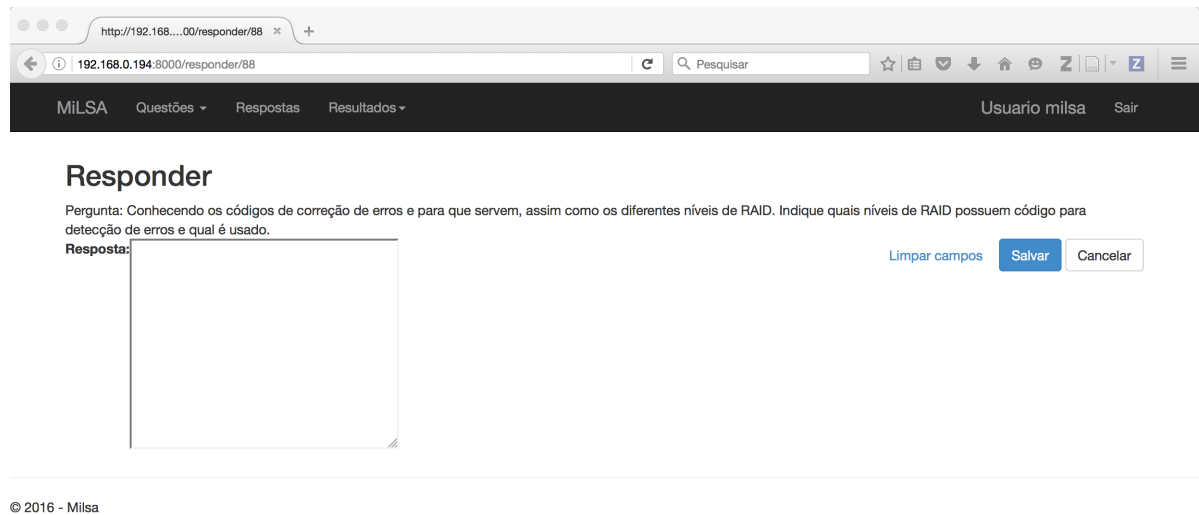 http://192.168....00/responder/88
192.168.0.194:8000/responder/88 Pesquisar
MiLSA Questões Respostas Resultados Usuario milsa Sair
Responder
Pergunta: Conhecendo os códigos de correção de erros e para que servem, assim como os diferentes níveis de RAID. Indique quais níveis de RAID possuem código para
detecção de erros e qual é usado.
Resposta: Limpar campos Salvar Cancelar
© 2016 - Milsa